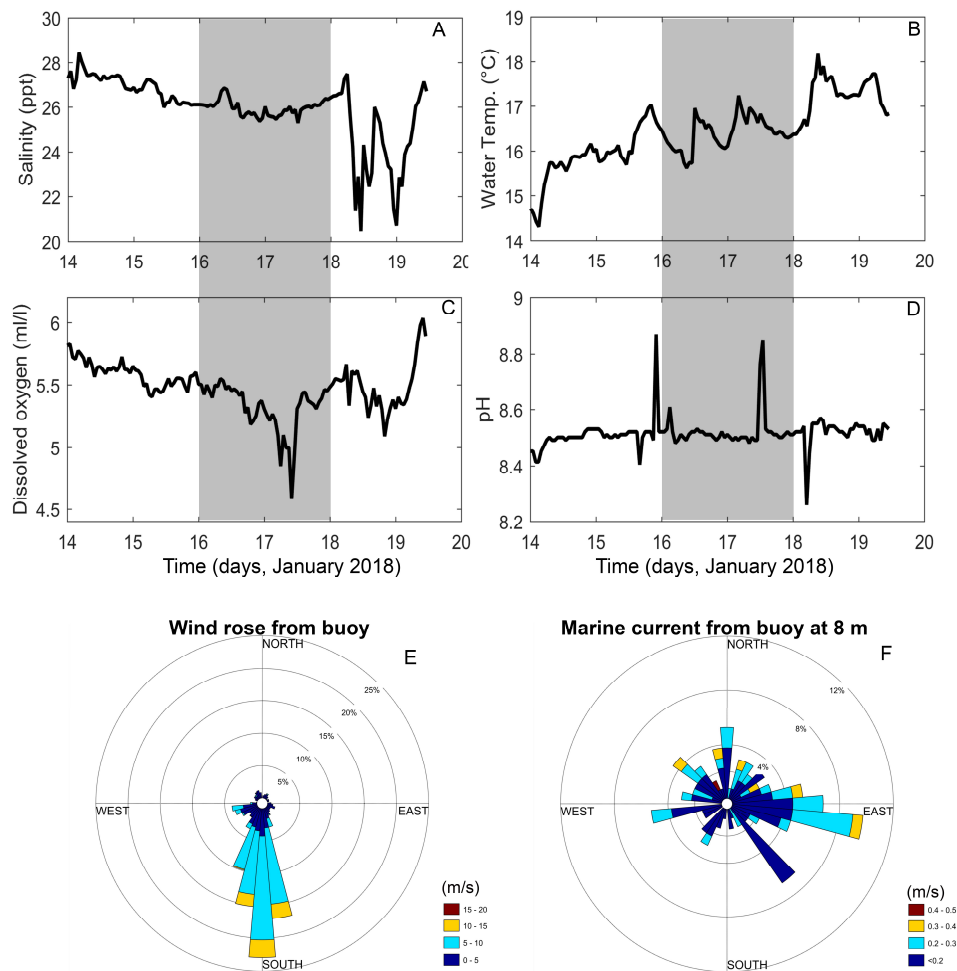 A
Salinity (ppt)
30
28
26
24
22
20
14 15 16 17 18 19 20
B
Water Temp. (°C)
19
18
17
16
15
14
14 15 16 17 18 19 20
C
Dissolved oxygen (ml/l)
6
5.5
5
4.5
14 15 16 17 18 19 20
Time (days, January 2018)
D
pH
9
8.8
8.6
8.4
8.2
14 15 16 17 18 19 20
Time (days, January 2018)
Wind rose from buoy
E
NORTH
25%
20%
15%
10%
5%
WEST
EAST
SOUTH
(m/s)
15 - 20
10 - 15
5 - 10
0 - 5
Marine current from buoy at 8 m
F
NORTH
12%
8%
4%
WEST
EAST
SOUTH
(m/s)
0.4 - 0.5
0.3 - 0.4
0.2 - 0.3
<0.2